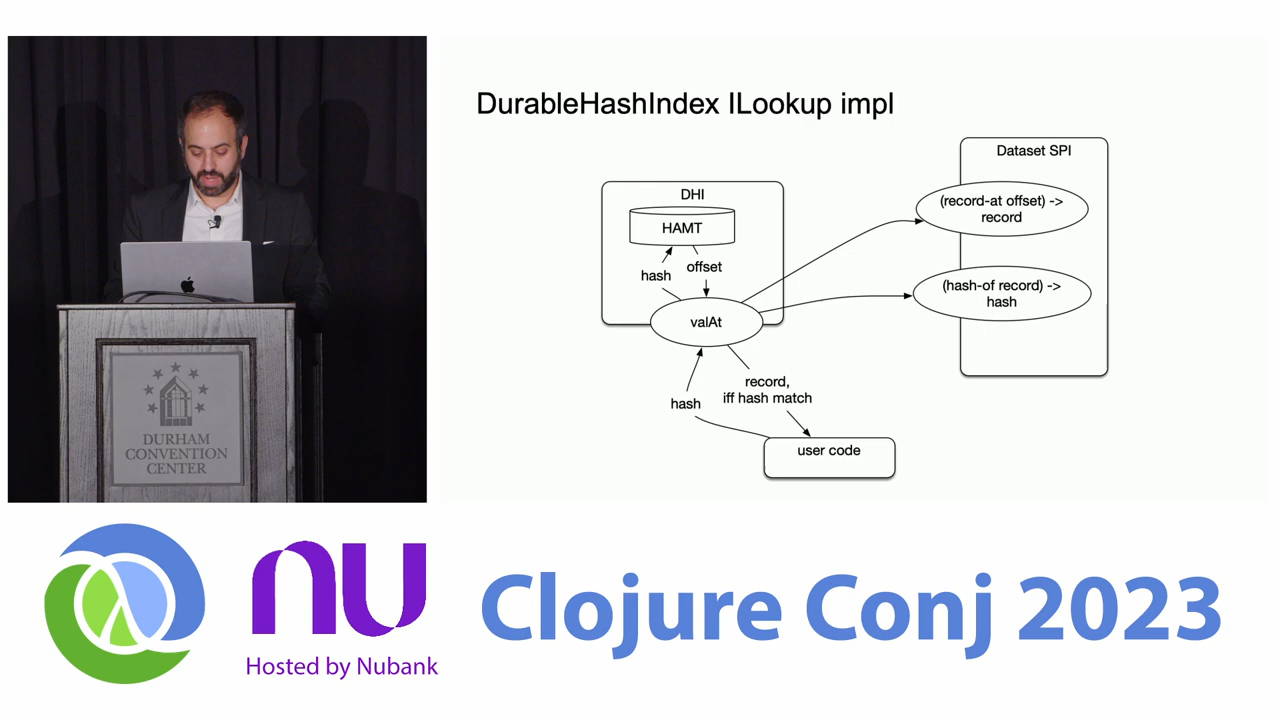 DurableHashIndex ILookup impl
Dataset SPI
DHI
(record-at offset) ->
record
HAMT
hash
offset
(hash-of record) ->
hash
valAt
record,
iff hash match
hash
user code
DURHAM
CONVENTION
CENTER
nu
Hosted by Nubank
Clojure Conj 2023